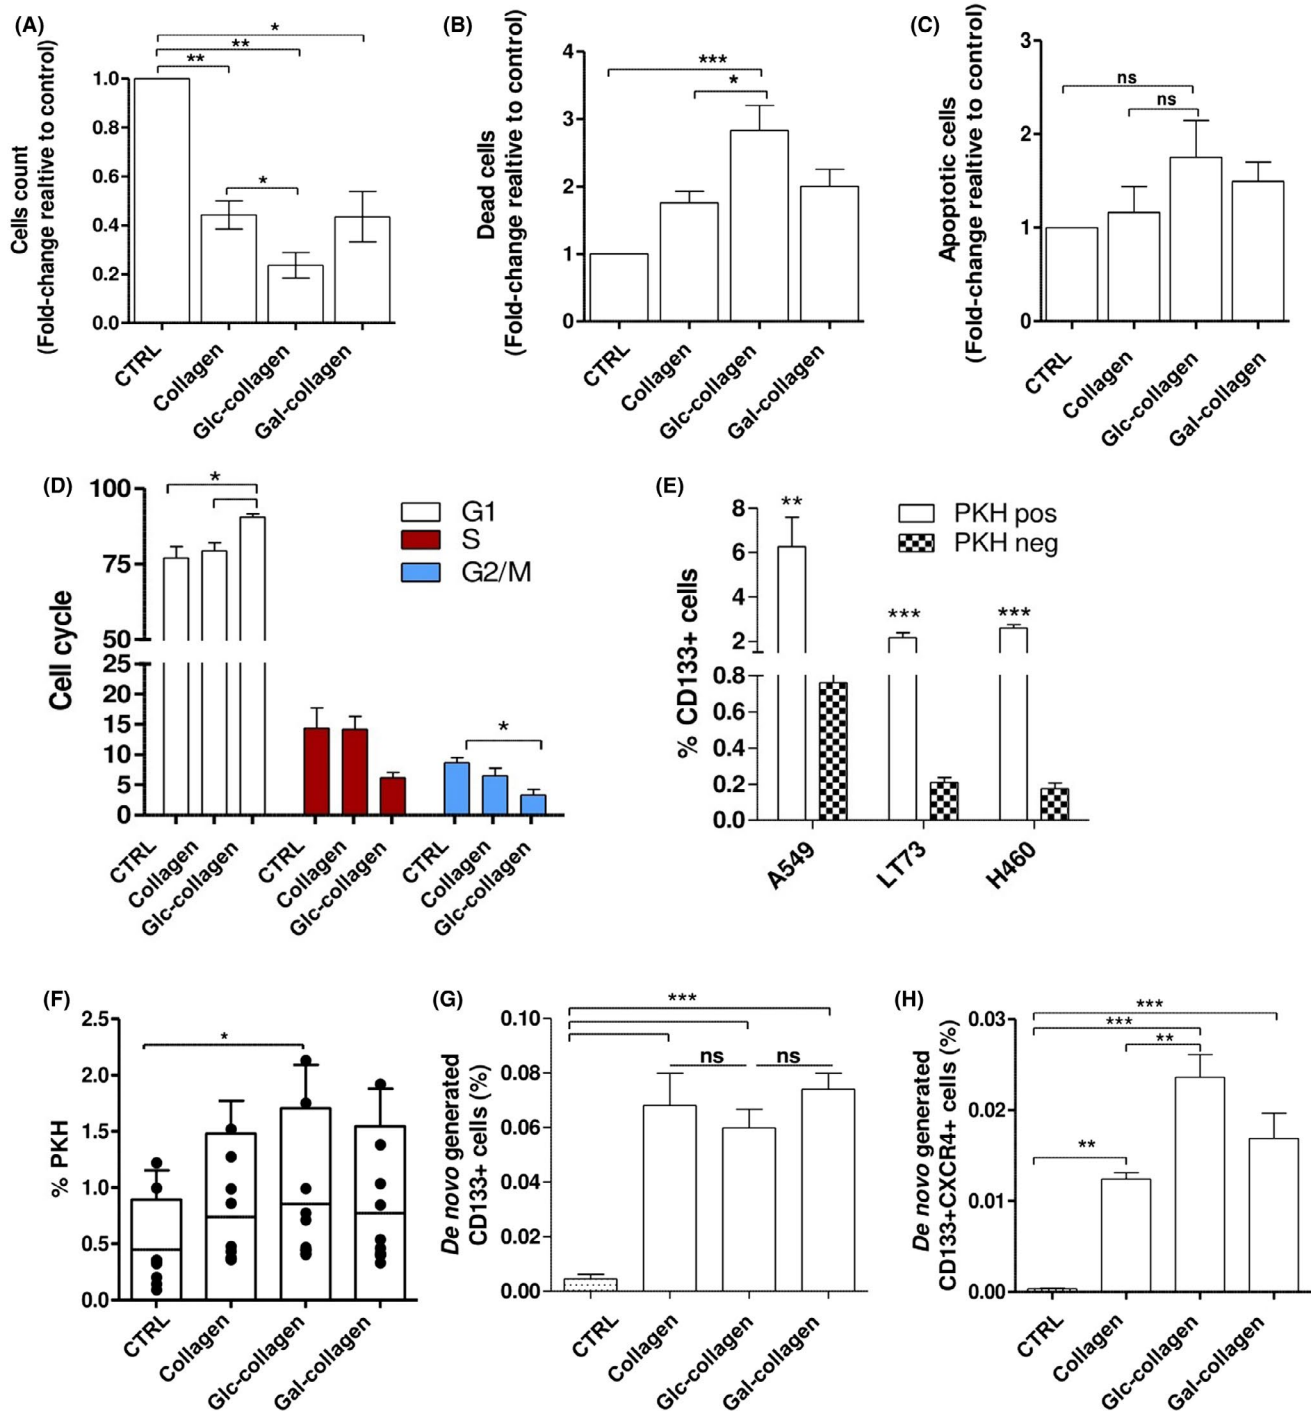 (A)
Cells count
(Fold-change realtive to control)
1.0
0.8
0.6
0.4
0.2
0.0
*
**
**
*
CTRL
Collagen
Glc-collagen
Gal-collagen
(B)
Dead cells
(Fold-change realtive to control)
4
3
2
1
0
***
*
CTRL
Collagen
Glc-collagen
Gal-collagen
(C)
Apoptotic cells
(Fold-change realtive to control)
3
2
1
0
ns
ns
CTRL
Collagen
Glc-collagen
Gal-collagen
(D)
Cell cycle
100
75
50
25
20
15
10
5
0
*
*
G1
S
G2/M
CTRL
Collagen
Glc-collagen
CTRL
Collagen
Glc-collagen
CTRL
Collagen
Glc-collagen
(E)
% CD133+ cells
8
6
4
2
0.8
0.6
0.4
0.2
0.0
**
***
***
PKH pos
PKH neg
A549
LT73
H460
(F)
% PKH
2.5
2.0
1.5
1.0
0.5
0.0
*
CTRL
Collagen
Glc-collagen
Gal-collagen
(G)
De novo generated
CD133+ cells (%)
0.10
0.08
0.06
0.04
0.02
0.00
***
ns
ns
CTRL
Collagen
Glc-collagen
Gal-collagen
(H)
De novo generated
CD133+CXCR4+ cells (%)
0.03
0.02
0.01
0.00
***
***
**
**
CTRL
Collagen
Glc-collagen
Gal-collagen